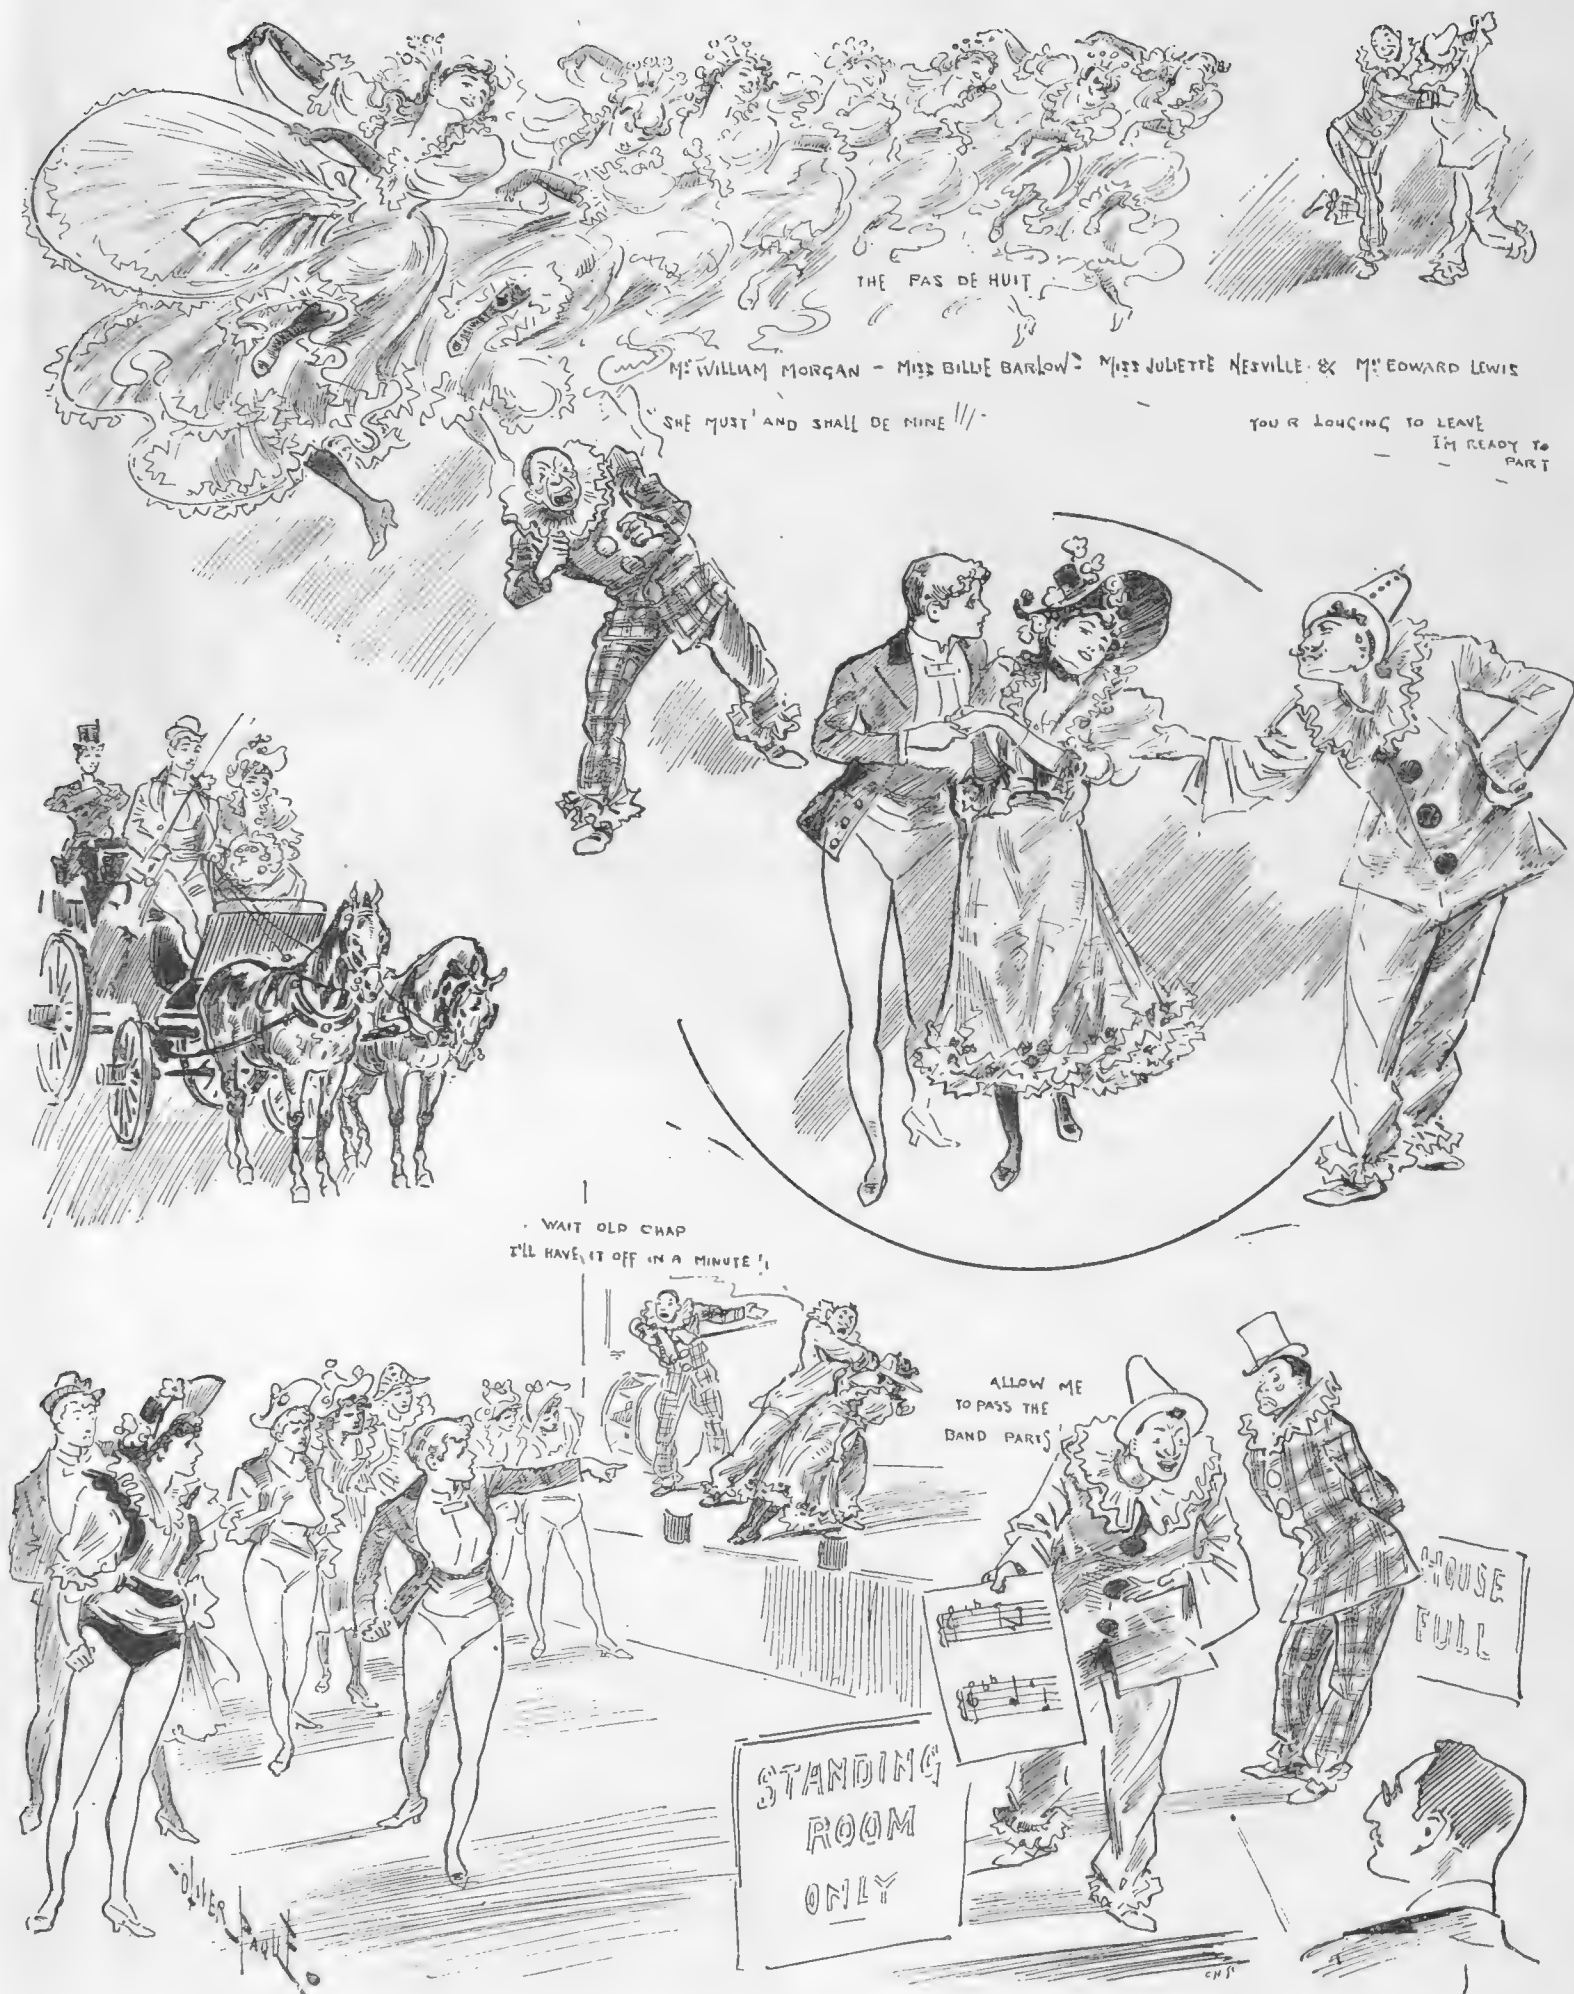 THE PAS DE HUIT
Mr WILLIAM MORGAN - MISS BILLIE BARLOW - MISS JULIETTE NESVILLE & Mr EDWARD LEWIS
"SHE MUST AND SHALL BE MINE !!!
YOU R LONGING TO LEAVE
I'M READY TO
PART
WAIT OLD CHAP
I'LL HAVE IT OFF IN A MINUTE !!
ALLOW ME
TO PASS THE
BAND PARTS
HOUSE
FULL
STANDING
ROOM
ONLY
OLIVER PAQUE